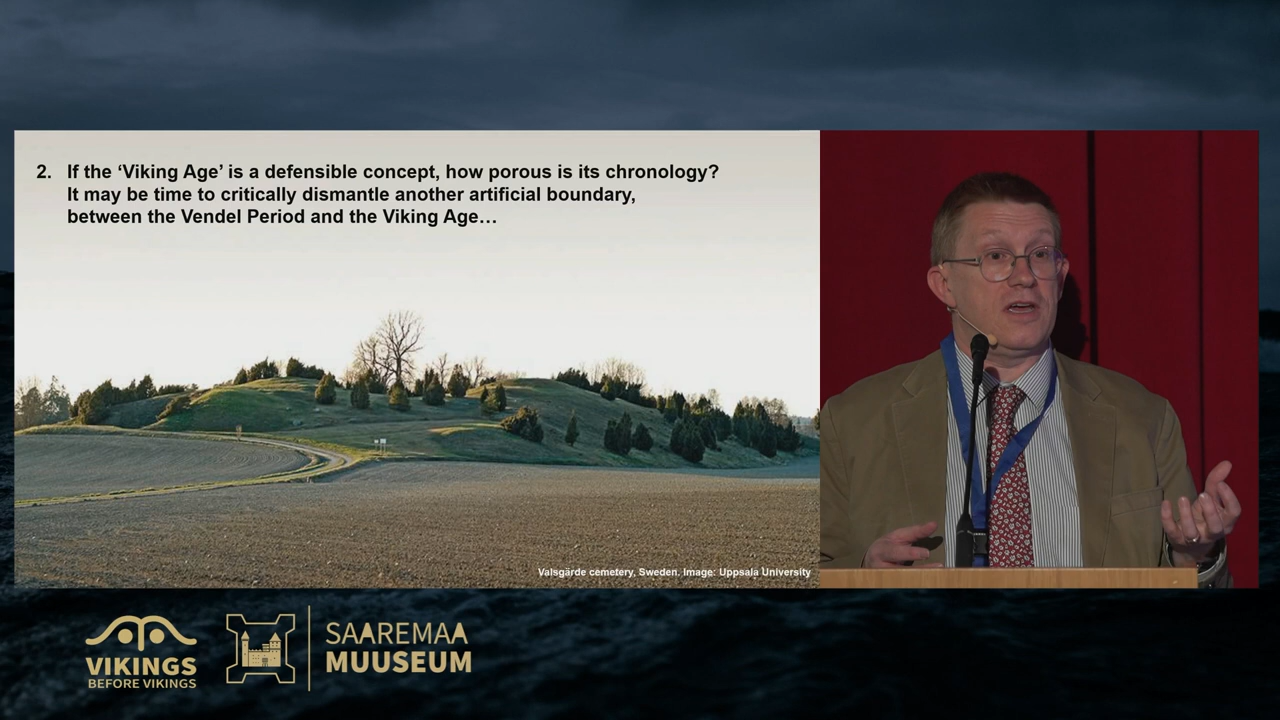 2. If the ‘Viking Age’ is a defensible concept, how porous is its chronology?
It may be time to critically dismantle another artificial boundary,
between the Vendel Period and the Viking Age…
Valsgärde cemetery, Sweden. Image: Uppsala University
VIKINGS
BEFORE VIKINGS
SAAREMAA
MUUSEUM